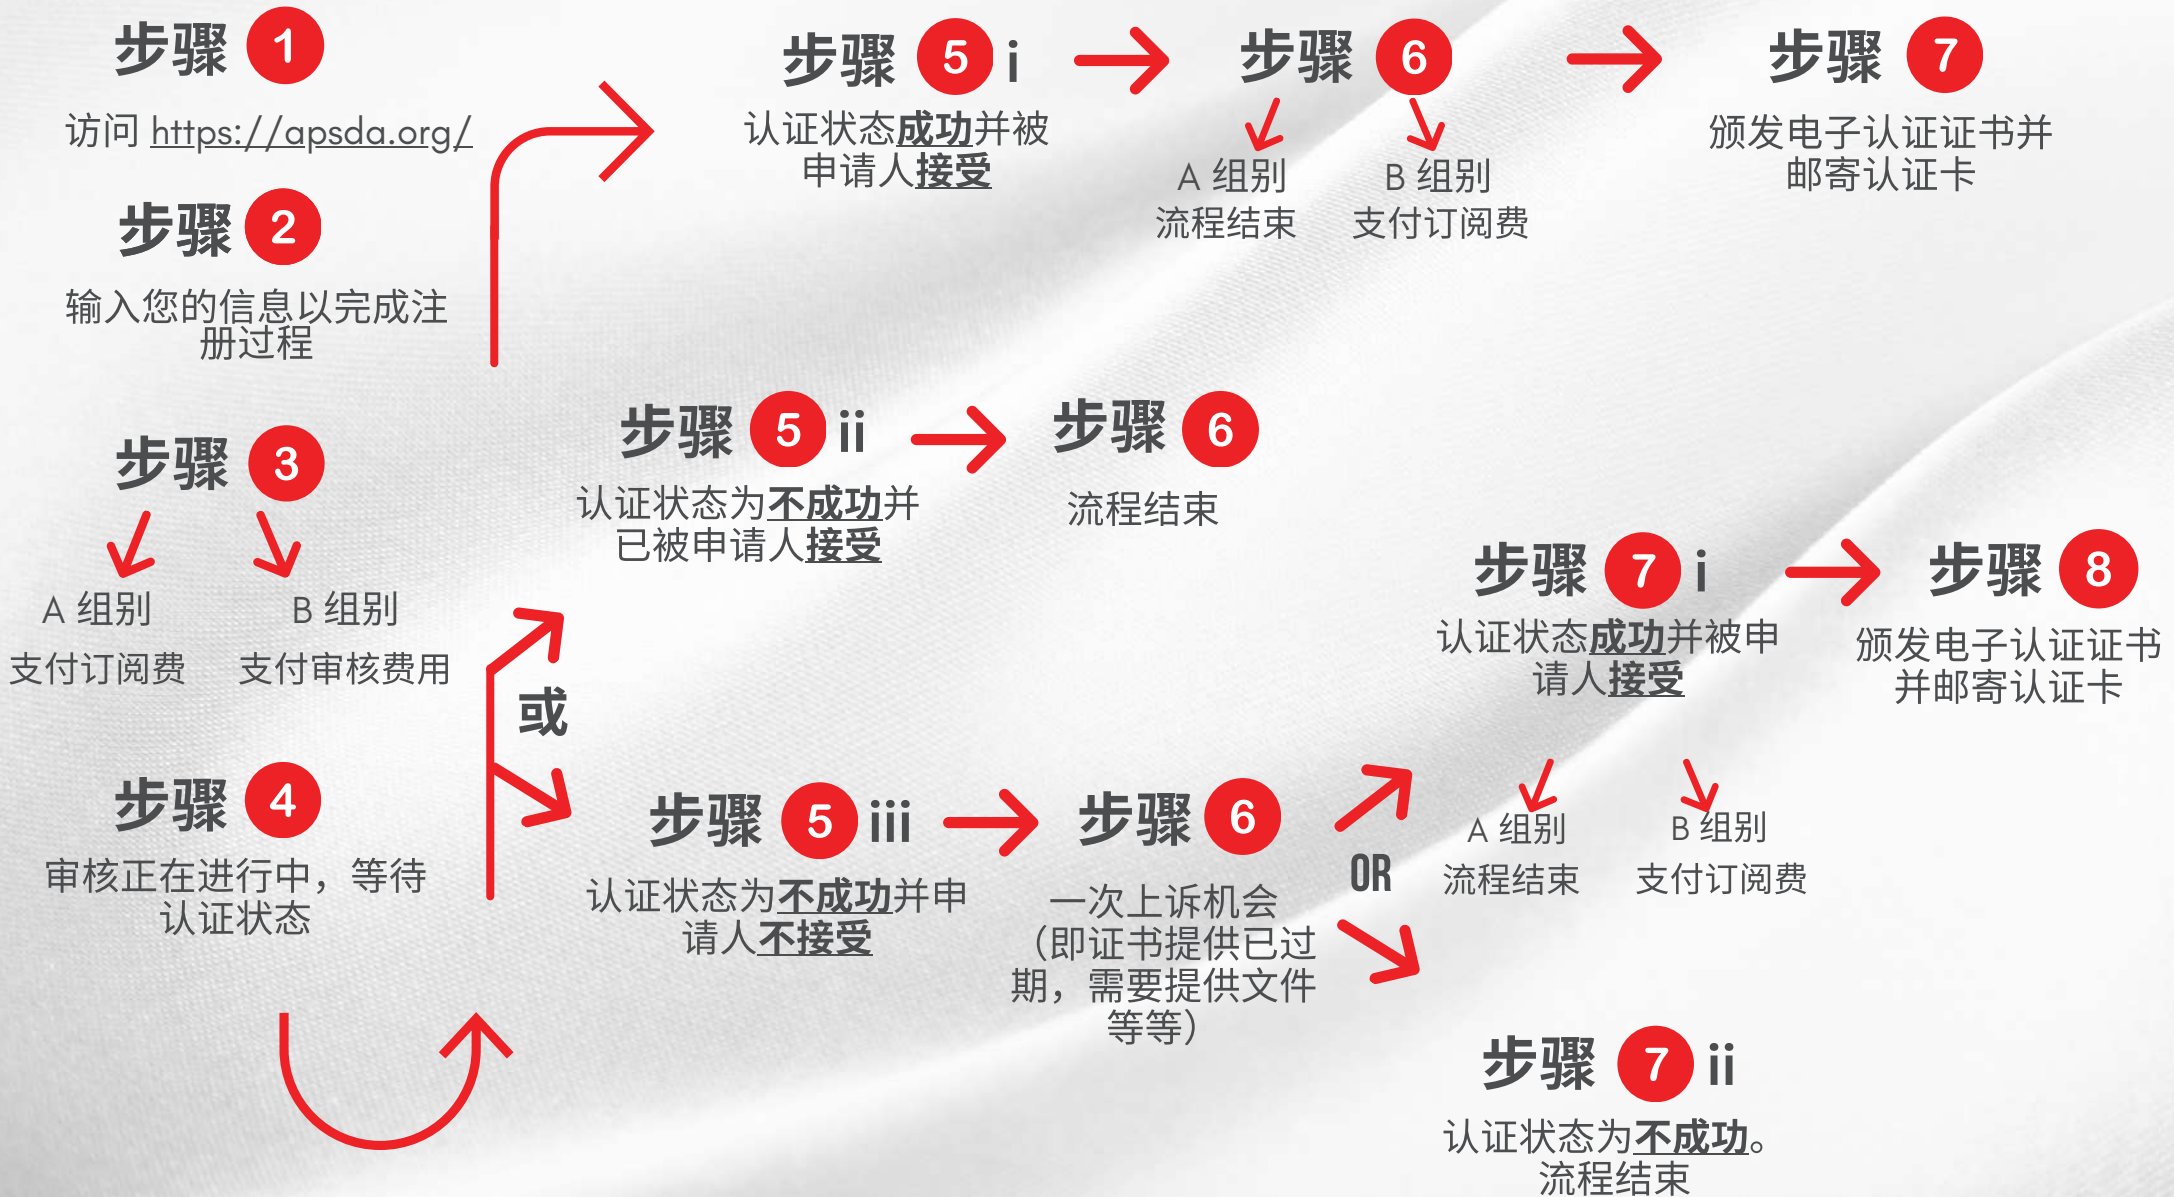 步骤 1
访问 https://apsda.org/
步骤 2
输入您的信息以完成注
册过程
步骤 3
A 组别
支付订阅费
B 组别
支付审核费用
步骤 4
审核正在进行中，等待
认证状态
步骤 5 i
认证状态成功并被
申请人接受
步骤 6
A 组别
流程结束
B 组别
支付订阅费
步骤 7
颁发电子认证证书并
邮寄认证卡
步骤 5 ii
认证状态为不成功并
已被申请人接受
步骤 6
流程结束
或
步骤 5 iii
认证状态为不成功并申
请人不接受
步骤 6
一次上诉机会
（即证书提供已过
期，需要提供文件
等等）
OR
步骤 7 i
认证状态成功并被申
请人接受
A 组别
流程结束
B 组别
支付订阅费
步骤 8
颁发电子认证证书
并邮寄认证卡
步骤 7 ii
认证状态为不成功。
流程结束